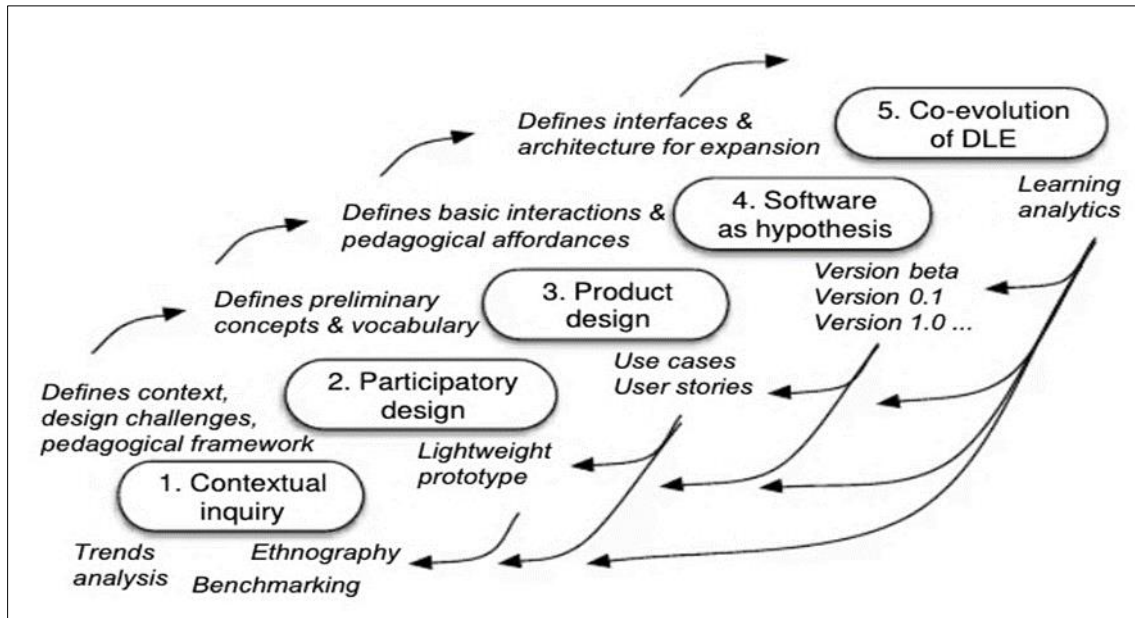 Defines interfaces &
architecture for expansion
5. Co-evolution
of DLE
Defines basic interactions &
pedagogical affordances
4. Software
as hypothesis
Learning
analytics
Defines preliminary
concepts & vocabulary
3. Product
design
Version beta
Version 0.1
Version 1.0 ...
Defines context,
design challenges,
pedagogical framework
2. Participatory
design
Use cases
User stories
1. Contextual
inquiry
Lightweight
prototype
Trends
analysis
Ethnography
Benchmarking